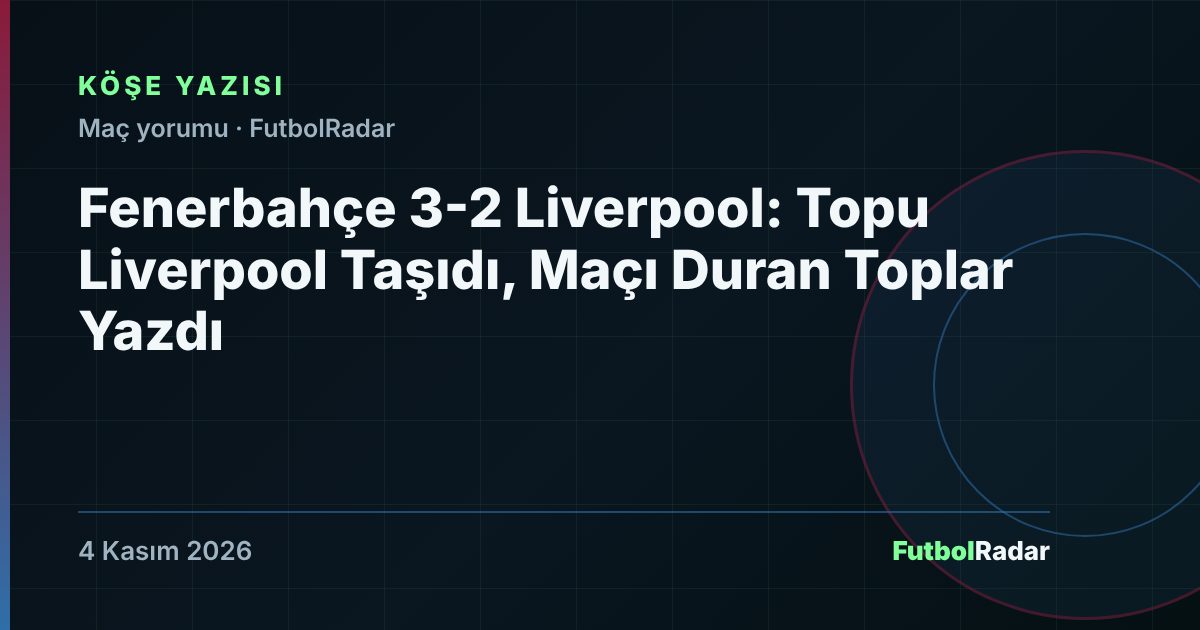 KÖŞE YAZISI
Maç yorumu · FutbolRadar
Fenerbahçe 3-2 Liverpool: Topu
Liverpool Taşıdı, Maçı Duran Toplar
Yazdı
4 Kasım 2026
FutbolRadar